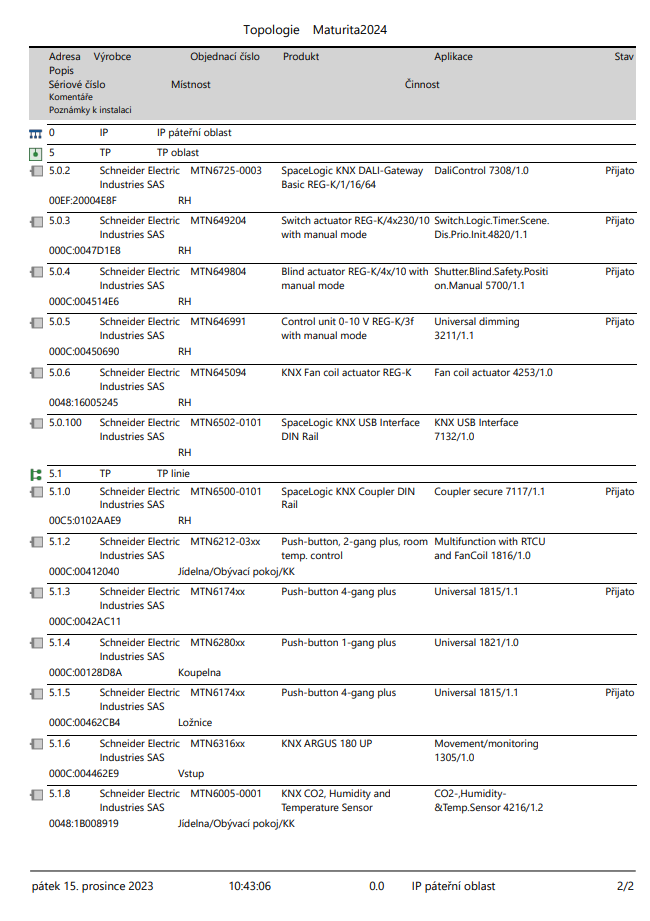 Topologie Maturita2024
Adresa Výrobce Objednací číslo Produkt Aplikace Stav
Popis
Sériové číslo Místnost Činnost
Komentáře
Poznámky k instalaci
0 IP IP páteřní oblast
5 TP TP oblast
5.0.2 Schneider Electric MTN6725-0003 SpaceLogic KNX DALI-Gateway DaliControl 7308/1.0 Přijato
Industries SAS Basic REG-K/1/16/64
00EF:20004E8F RH
5.0.3 Schneider Electric MTN649204 Switch actuator REG-K/4x230/10 Switch.Logic.Timer.Scene. Přijato
Industries SAS with manual mode Dis.Prio.Init.4820/1.1
000C:0047D1E8 RH
5.0.4 Schneider Electric MTN649804 Blind actuator REG-K/4x/10 with Shutter.Blind.Safety.Positi Přijato
Industries SAS manual mode on.Manual 5700/1.1
000C:004514E6 RH
5.0.5 Schneider Electric MTN646991 Control unit 0-10 V REG-K/3f Universal dimming Přijato
Industries SAS with manual mode 3211/1.1
000C:00450690 RH
5.0.6 Schneider Electric MTN645094 KNX Fan coil actuator REG-K Fan coil actuator 4253/1.0
Industries SAS
0048:16005245 RH
5.0.100 Schneider Electric MTN6502-0101 SpaceLogic KNX USB Interface KNX USB Interface
Industries SAS DIN Rail 7132/1.0
RH
5.1 TP TP linie
5.1.0 Schneider Electric MTN6500-0101 SpaceLogic KNX Coupler DIN Coupler secure 7117/1.1 Přijato
Industries SAS Rail
00C5:0102AAE9 RH
5.1.2 Schneider Electric MTN6212-03xx Push-button, 2-gang plus, room Multifunction with RTCU
Industries SAS temp. control and FanCoil 1816/1.0
000C:00412040 Jídelna/Obývací pokoj/KK
5.1.3 Schneider Electric MTN6174xx Push-button 4-gang plus Universal 1815/1.1 Přijato
Industries SAS
000C:0042AC11
5.1.4 Schneider Electric MTN6280xx Push-button 1-gang plus Universal 1821/1.0
Industries SAS
000C:00128D8A Koupelna
5.1.5 Schneider Electric MTN6174xx Push-button 4-gang plus Universal 1815/1.1 Přijato
Industries SAS
000C:00462CB4 Ložnice
5.1.6 Schneider Electric MTN6316xx KNX ARGUS 180 UP Movement/monitoring
Industries SAS 1305/1.0
000C:004462E9 Vstup
5.1.8 Schneider Electric MTN6005-0001 KNX CO2, Humidity and CO2-,Humidity-
Industries SAS Temperature Sensor &Temp.Sensor 4216/1.2
0048:1B008919 Jídelna/Obývací pokoj/KK
pátek 15. prosince 2023 10:43:06 0.0 IP páteřní oblast 2/2